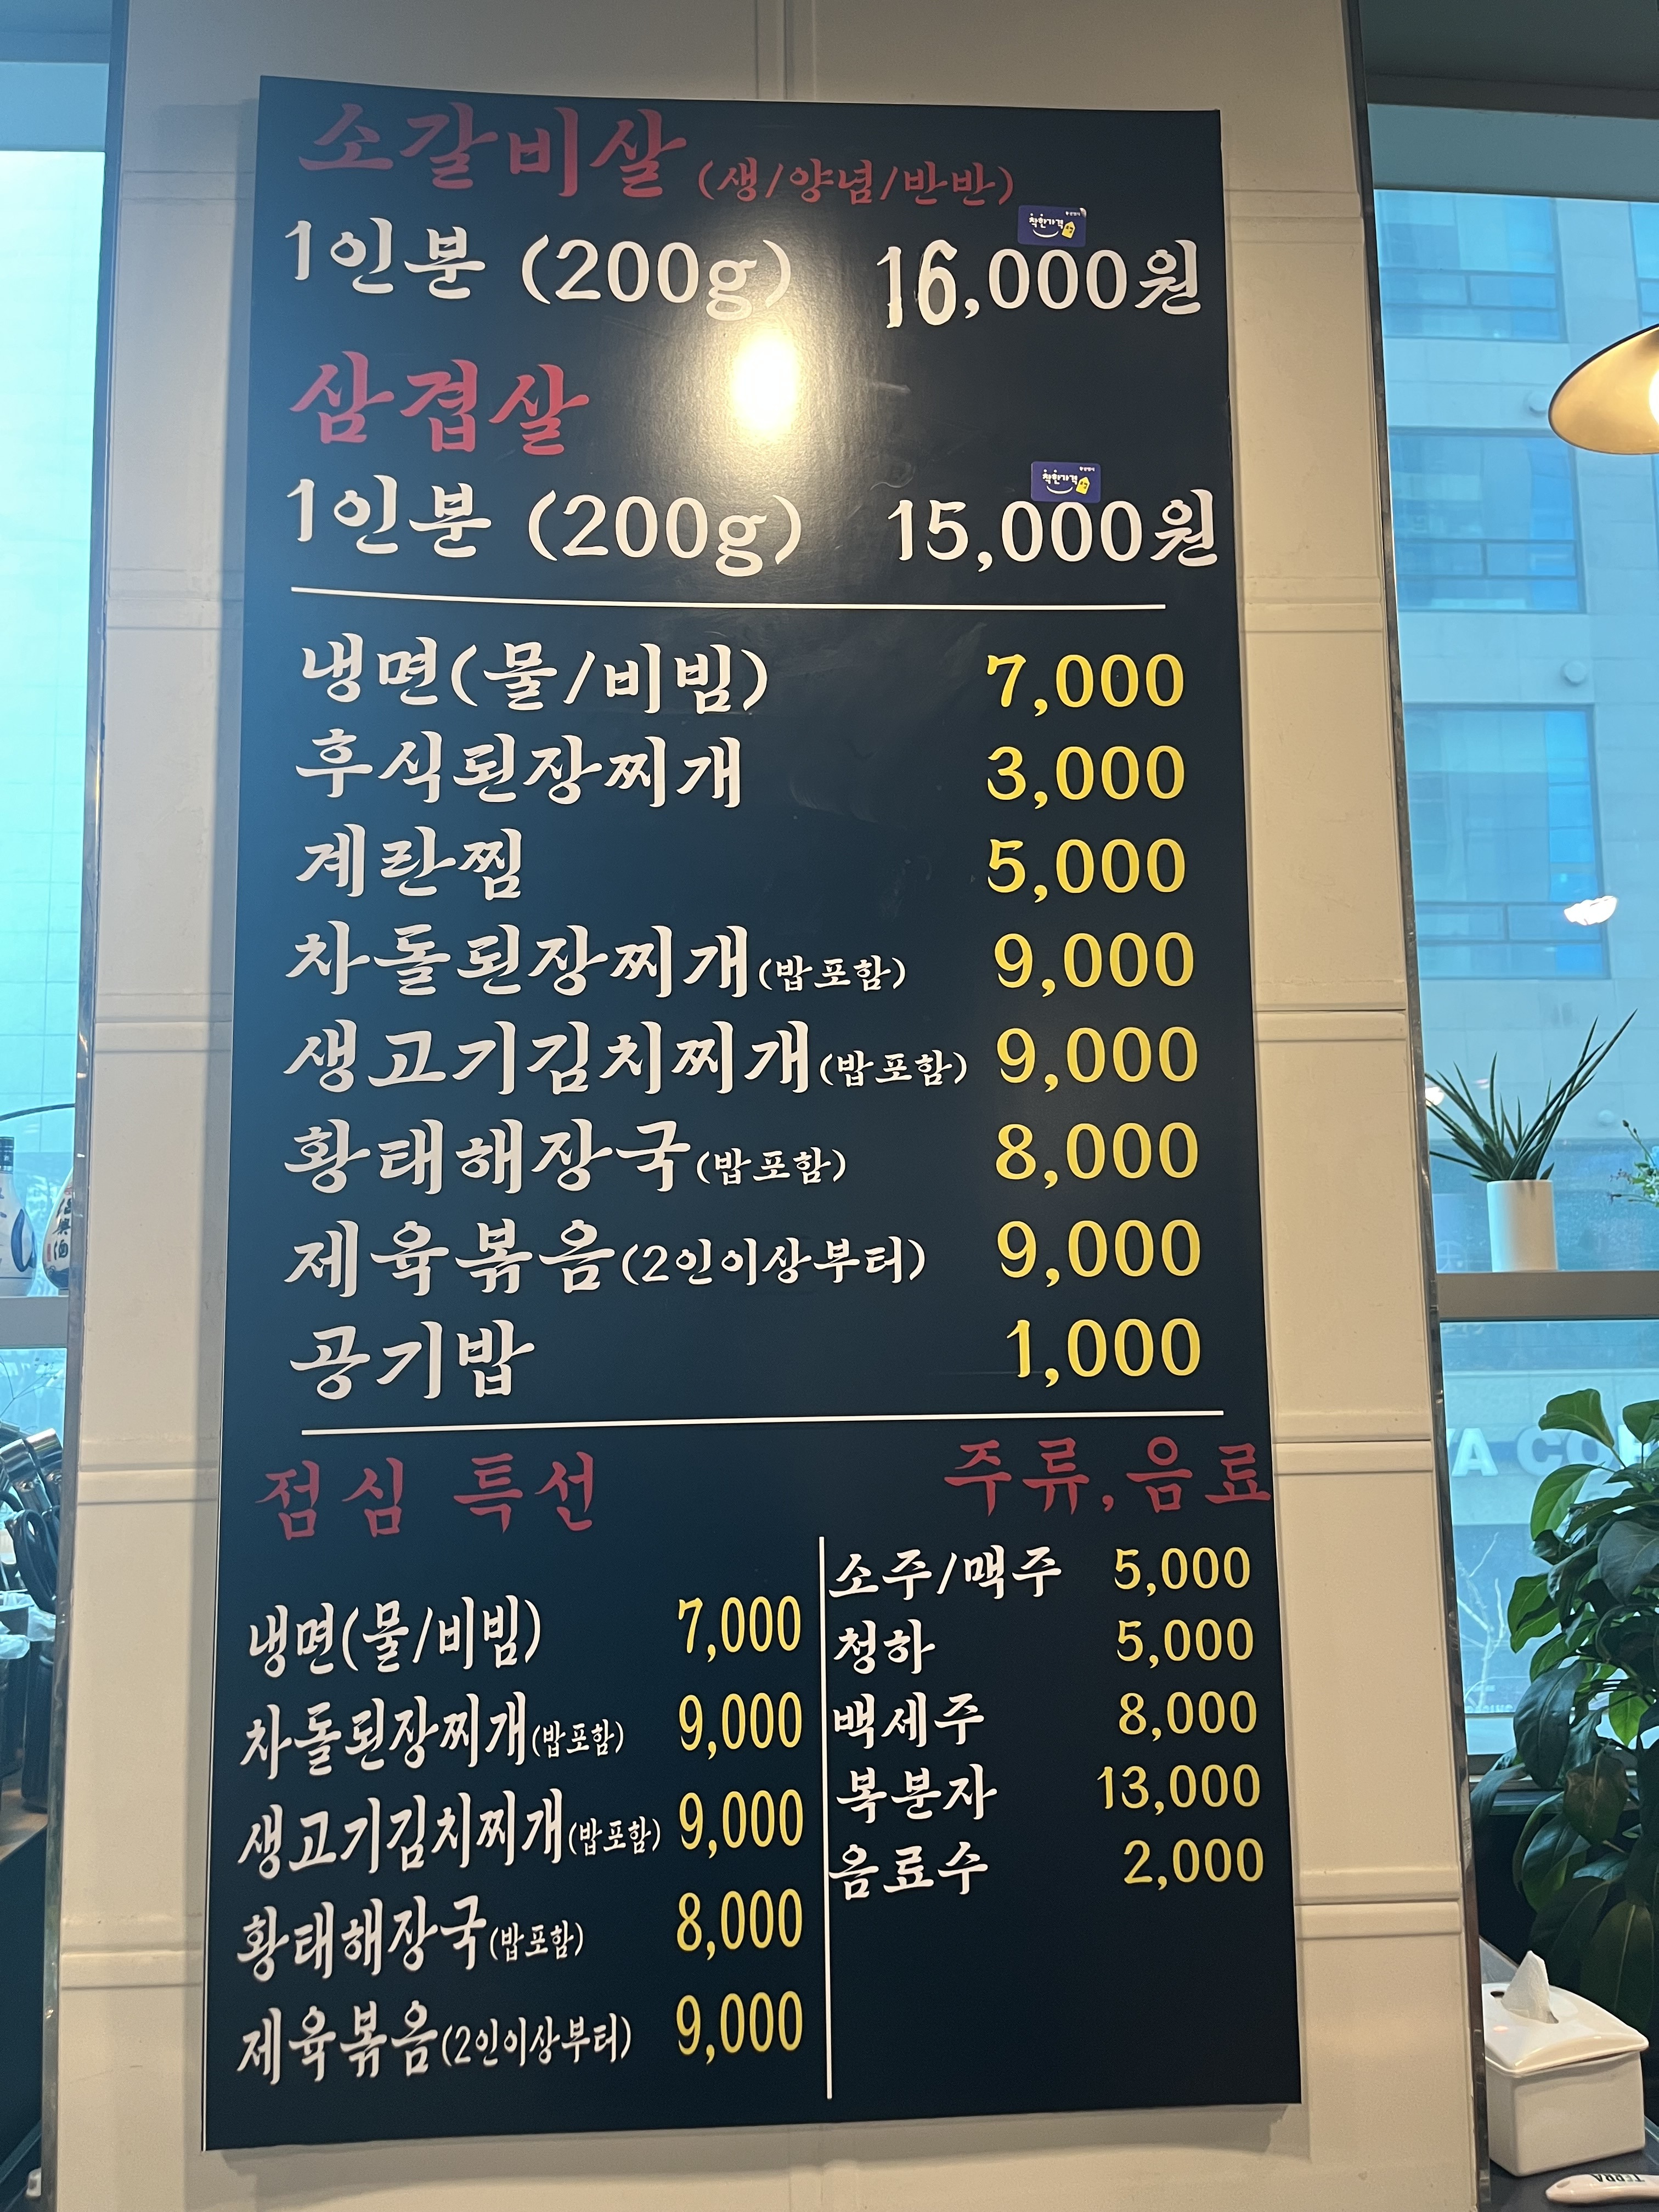 소갈비살 (생/양념/반반)
착한가격
1인분 (200g) 16,000원
삼겹살
착한가격
1인분 (200g) 15,000원
냉면(물/비빔) 7,000
후식된장찌개 3,000
계란찜 5,000
차돌된장찌개(밥포함) 9,000
생고기김치찌개(밥포함) 9,000
황태해장국(밥포함) 8,000
제육볶음(2인이상부터) 9,000
공기밥 1,000
점심 특선
냉면(물/비빔) 7,000
차돌된장찌개(밥포함) 9,000
생고기김치찌개(밥포함) 9,000
황태해장국(밥포함) 8,000
제육볶음(2인이상부터) 9,000
주류,음료
소주/맥주 5,000
청하 5,000
백세주 8,000
복분자 13,000
음료수 2,000
TERRA